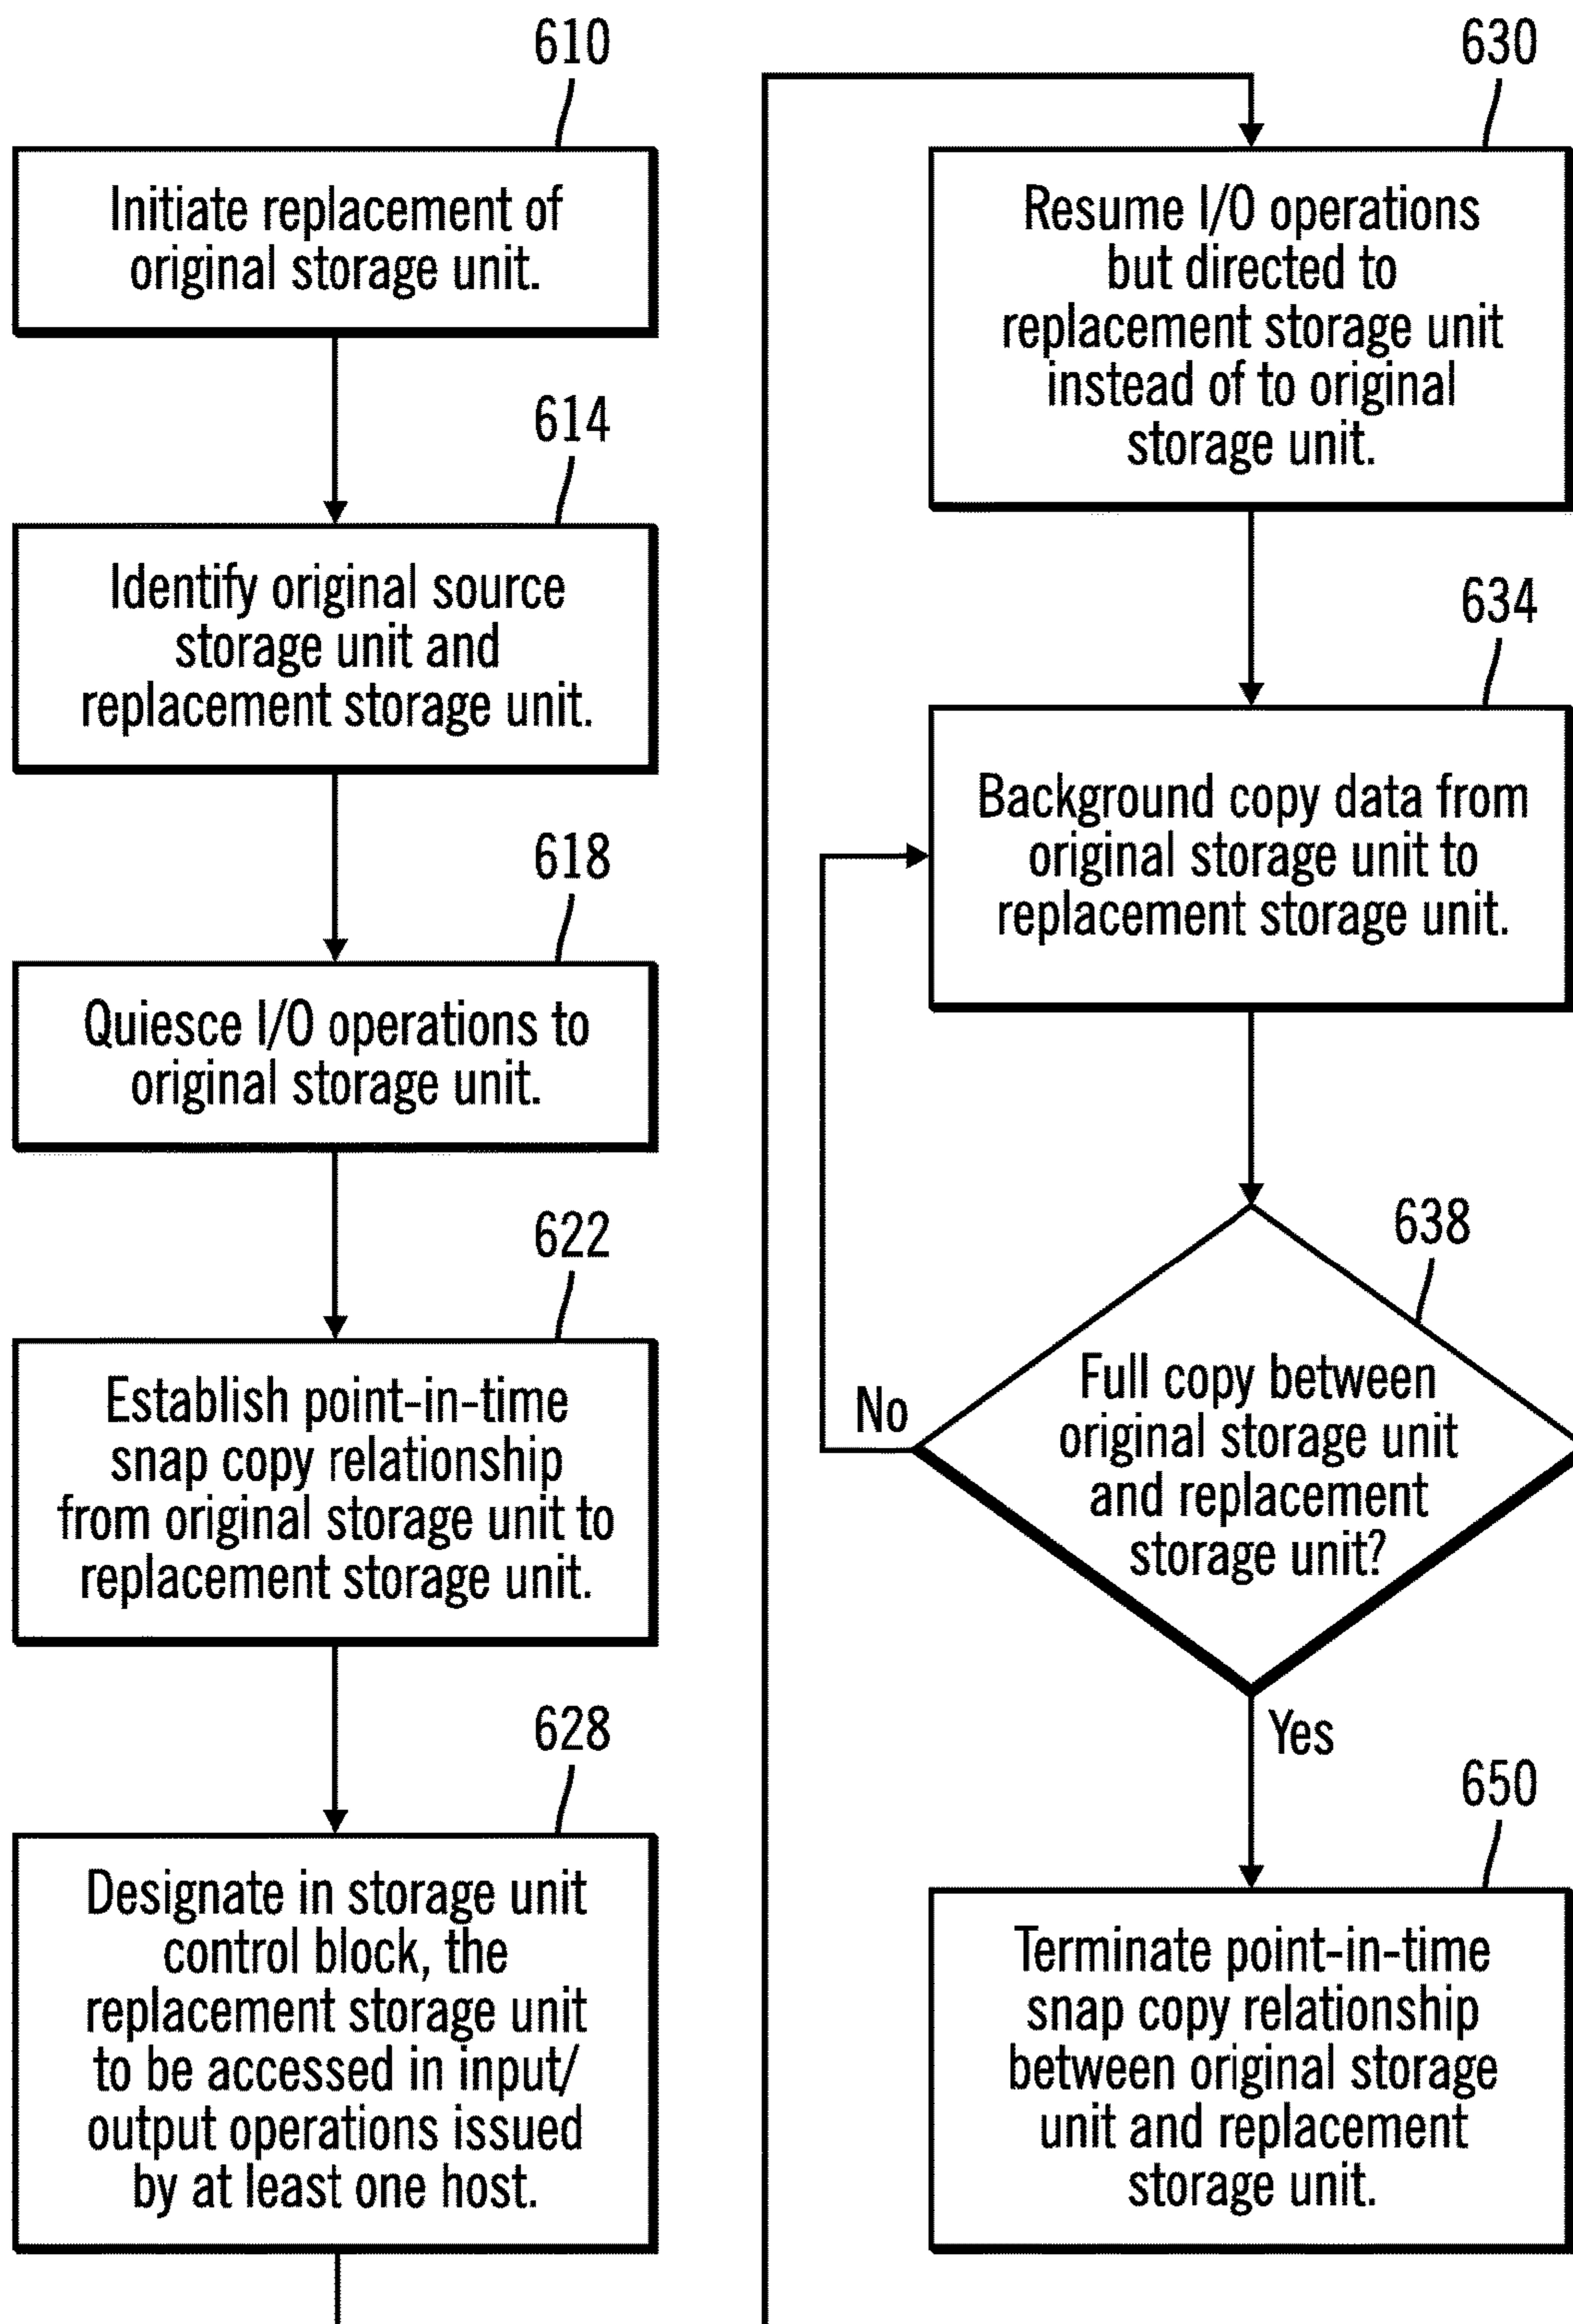 610
Initiate replacement of
original storage unit.
614
Identify original source
storage unit and
replacement storage unit.
618
Quiesce I/O operations to
original storage unit.
622
Establish point-in-time
snap copy relationship
from original storage unit to
replacement storage unit.
628
Designate in storage unit
control block, the
replacement storage unit
to be accessed in input/
output operations issued
by at least one host.
630
Resume I/O operations
but directed to
replacement storage unit
instead of to original
storage unit.
634
Background copy data from
original storage unit to
replacement storage unit.
638
Full copy between
original storage unit
and replacement
storage unit?
No
Yes
650
Terminate point-in-time
snap copy relationship
between original storage
unit and replacement
storage unit.